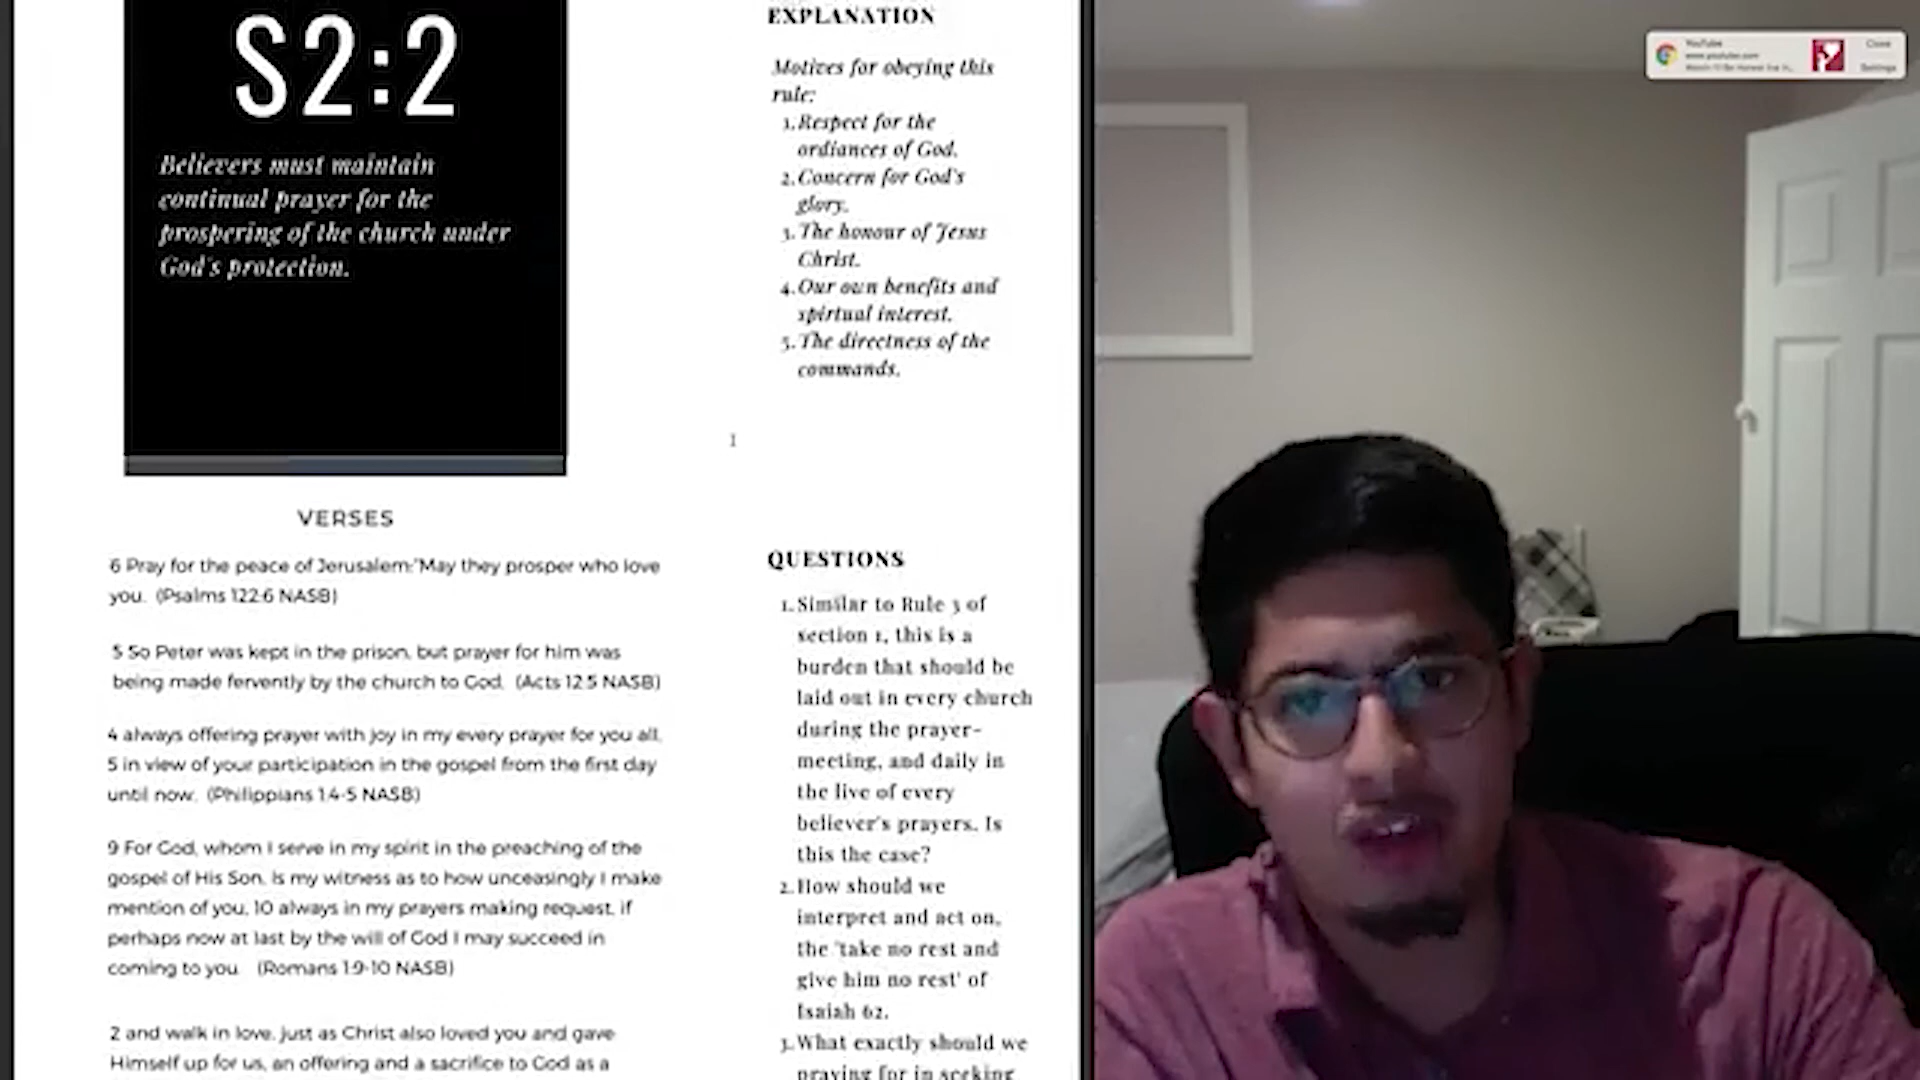 S2:2
Believers must maintain
continual prayer for the
prospering of the church under
God's protection.
VERSES
6 Pray for the peace of Jerusalem:"May they prosper who love
you. (Psalms 122:6 NASB)
5 So Peter was kept in the prison, but prayer for him was
being made fervently by the church to God. (Acts 12:5 NASB)
4 always offering prayer with joy in my every prayer for you all,
5 in view of your participation in the gospel from the first day
until now. (Philippians 1:4-5 NASB)
9 For God, whom I serve in my spirit in the preaching of the
gospel of His Son, is my witness as to how unceasingly I make
mention of you, 10 always in my prayers making request, if
perhaps now at last by the will of God I may succeed in
coming to you. (Romans 1:9-10 NASB)
2 and walk in love, just as Christ also loved you and gave
Himself up for us, an offering and a sacrifice to God as a
EXPLANATION
Motives for obeying this
rule:
1. Respect for the
ordiances of God.
2. Concern for God's
glory.
3. The honour of Jesus
Christ.
4. Our own benefits and
spirtual interest.
5. The directness of the
commands.
1
QUESTIONS
1. Similar to Rule 3 of
section 1, this is a
burden that should be
laid out in every church
during the prayer-
meeting, and daily in
the live of every
believer's prayers. Is
this the case?
2. How should we
interpret and act on,
the 'take no rest and
give him no rest' of
Isaiah 62.
3. What exactly should we
praying for in seeking
YouTube
www.youtube.com
Close
Settings